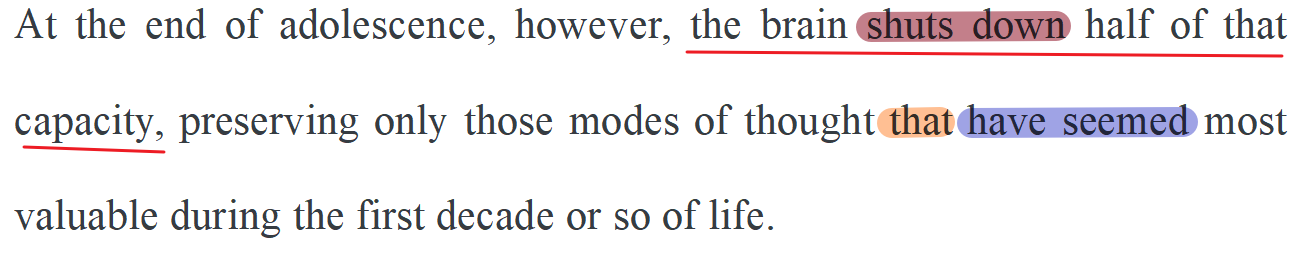 At the end of adolescence, however, the brain shuts down half of that
capacity, preserving only those modes of thought that have seemed most
valuable during the first decade or so of life.